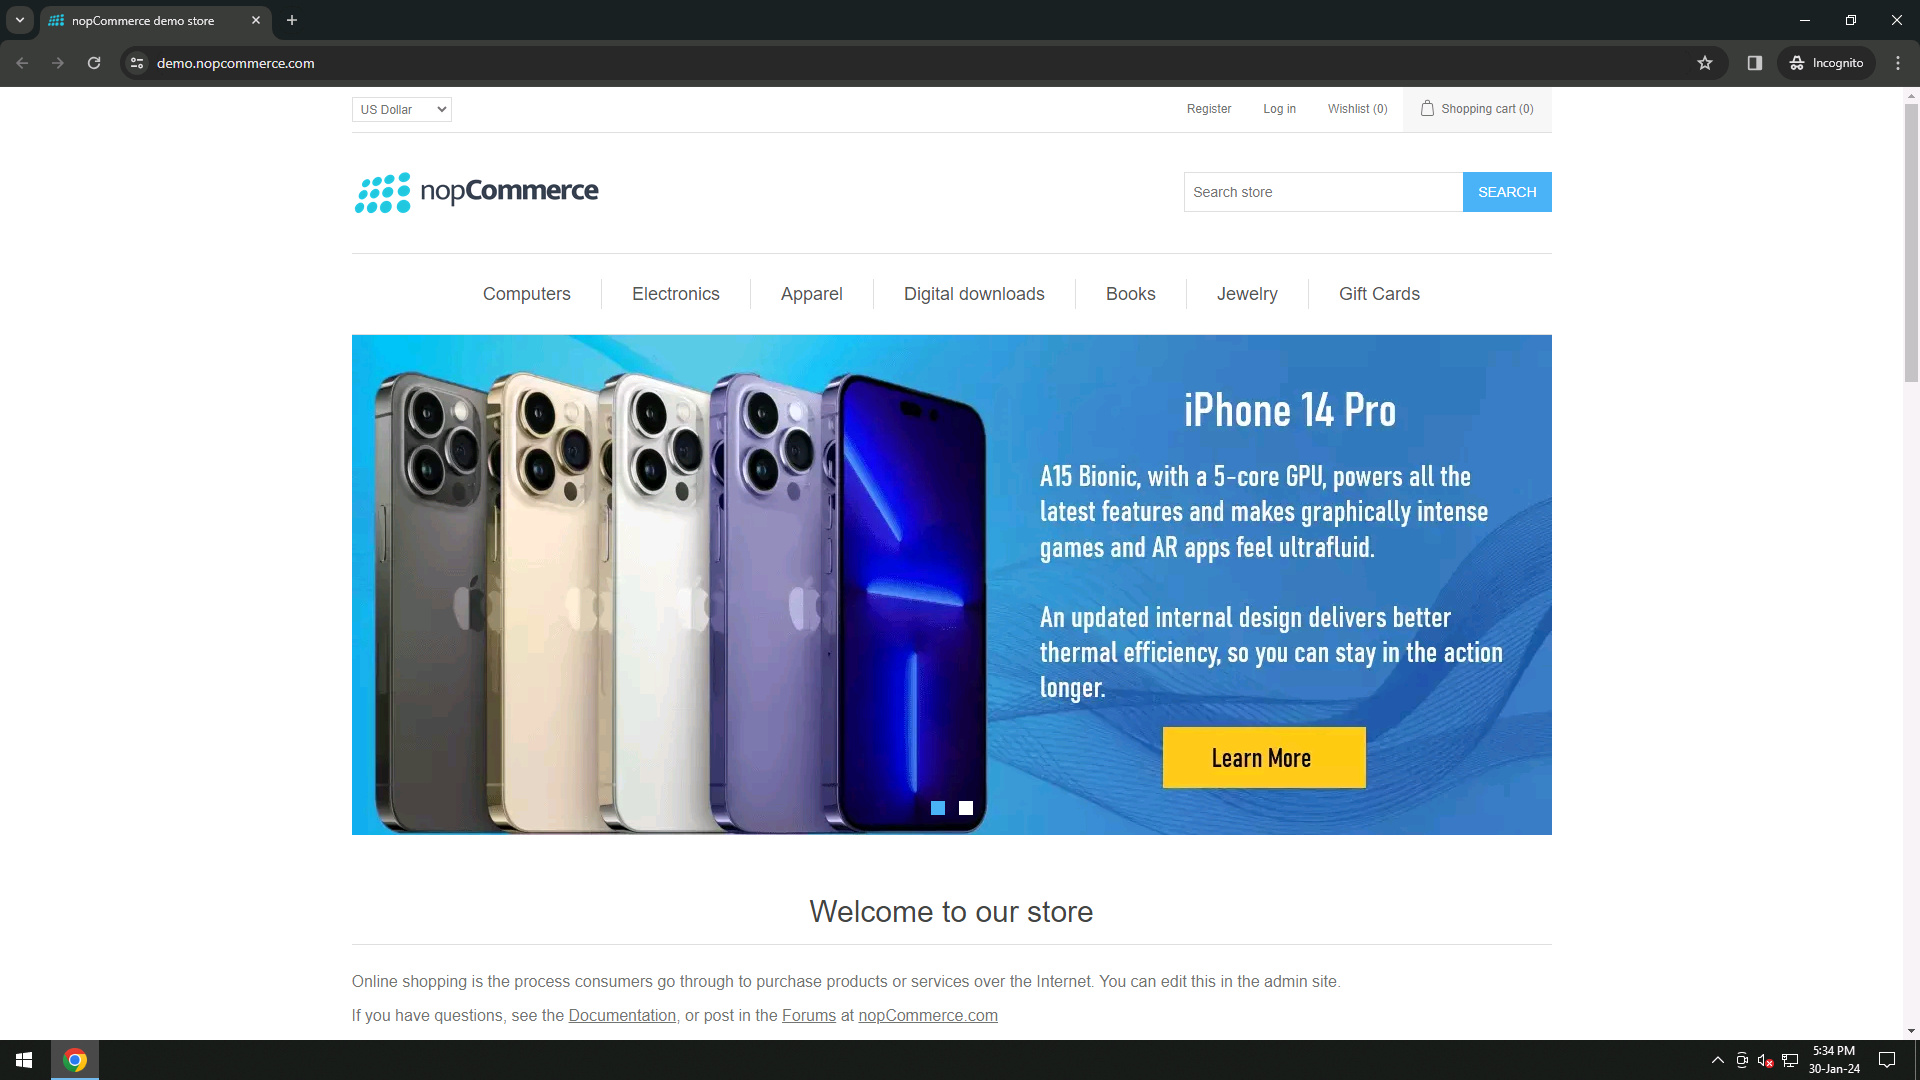 nopCommerce demo store
demo.nopcommerce.com
Incognito
US Dollar
Register
Log in
Wishlist (0)
Shopping cart (0)
nopCommerce
Search store
SEARCH
Computers
Electronics
Apparel
Digital downloads
Books
Jewelry
Gift Cards
iPhone 14 Pro
A15 Bionic, with a 5-core GPU, powers all the
latest features and makes graphically intense
games and AR apps feel ultrafluid.
An updated internal design delivers better
thermal efficiency, so you can stay in the action
longer.
Learn More
Welcome to our store
Online shopping is the process consumers go through to purchase products or services over the Internet. You can edit this in the admin site.
If you have questions, see the Documentation, or post in the Forums at nopCommerce.com
5:34 PM
30-Jan-24